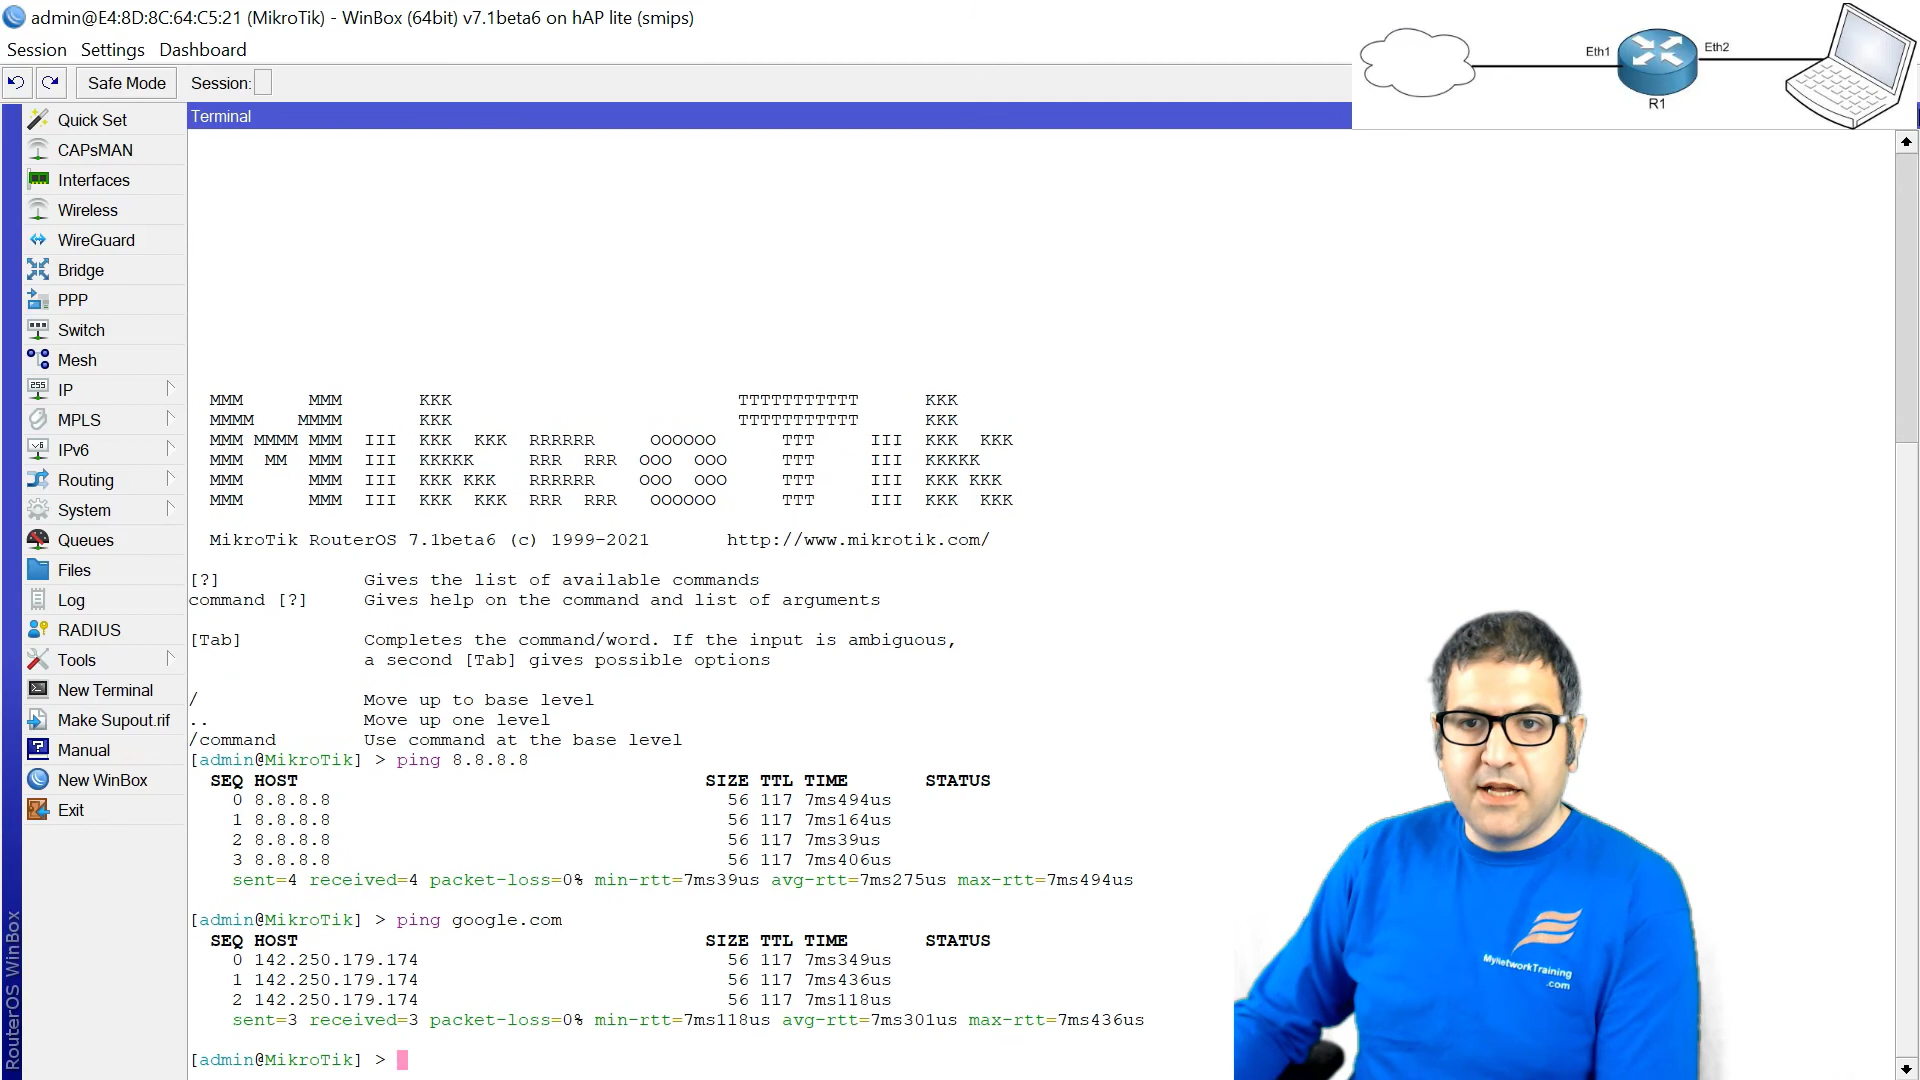 admin@E4:8D:8C:64:C5:21 (MikroTik) - WinBox (64bit) v7.1beta6 on hAP lite (smips)
Session Settings Dashboard
Safe Mode Session:
Eth1
Eth2
R1
Terminal
Quick Set
CAPsMAN
Interfaces
Wireless
WireGuard
Bridge
PPP
Switch
Mesh
IP
MPLS
IPv6
Routing
System
Queues
Files
Log
RADIUS
Tools
New Terminal
Make Supout.rif
Manual
New WinBox
Exit
RouterOS WinBox
MMM      MMM       KKK                          TTTTTTTTTTT      KKK
MMMM    MMMM       KKK                          TTTTTTTTTTT      KKK
MMM MMMM MMM  III  KKK  KKK  RRRRRR     OOOOOO      TTT     III  KKK  KKK
MMM  MM  MMM  III  KKKKK     RRR  RRR  OOO  OOO     TTT     III  KKKKK
MMM      MMM  III  KKK KKK   RRRRRR    OOO  OOO     TTT     III  KKK KKK
MMM      MMM  III  KKK  KKK  RRR  RRR   OOOOOO      TTT     III  KKK  KKK
MikroTik RouterOS 7.1beta6 (c) 1999-2021       http://www.mikrotik.com/
[?]             Gives the list of available commands
command [?]     Gives help on the command and list of arguments
[Tab]           Completes the command/word. If the input is ambiguous,
a second [Tab] gives possible options
/               Move up to base level
..              Move up one level
/command        Use command at the base level
[admin@MikroTik] > ping 8.8.8.8
SEQ HOST                                     SIZE TTL TIME       STATUS
0 8.8.8.8                                    56 117 7ms494us
1 8.8.8.8                                    56 117 7ms164us
2 8.8.8.8                                    56 117 7ms39us
3 8.8.8.8                                    56 117 7ms406us
sent=4 received=4 packet-loss=0% min-rtt=7ms39us avg-rtt=7ms275us max-rtt=7ms494us
[admin@MikroTik] > ping google.com
SEQ HOST                                     SIZE TTL TIME       STATUS
0 142.250.179.174                            56 117 7ms349us
1 142.250.179.174                            56 117 7ms436us
2 142.250.179.174                            56 117 7ms118us
sent=3 received=3 packet-loss=0% min-rtt=7ms118us avg-rtt=7ms301us max-rtt=7ms436us
[admin@MikroTik] >
MyNetworkTraining
.com